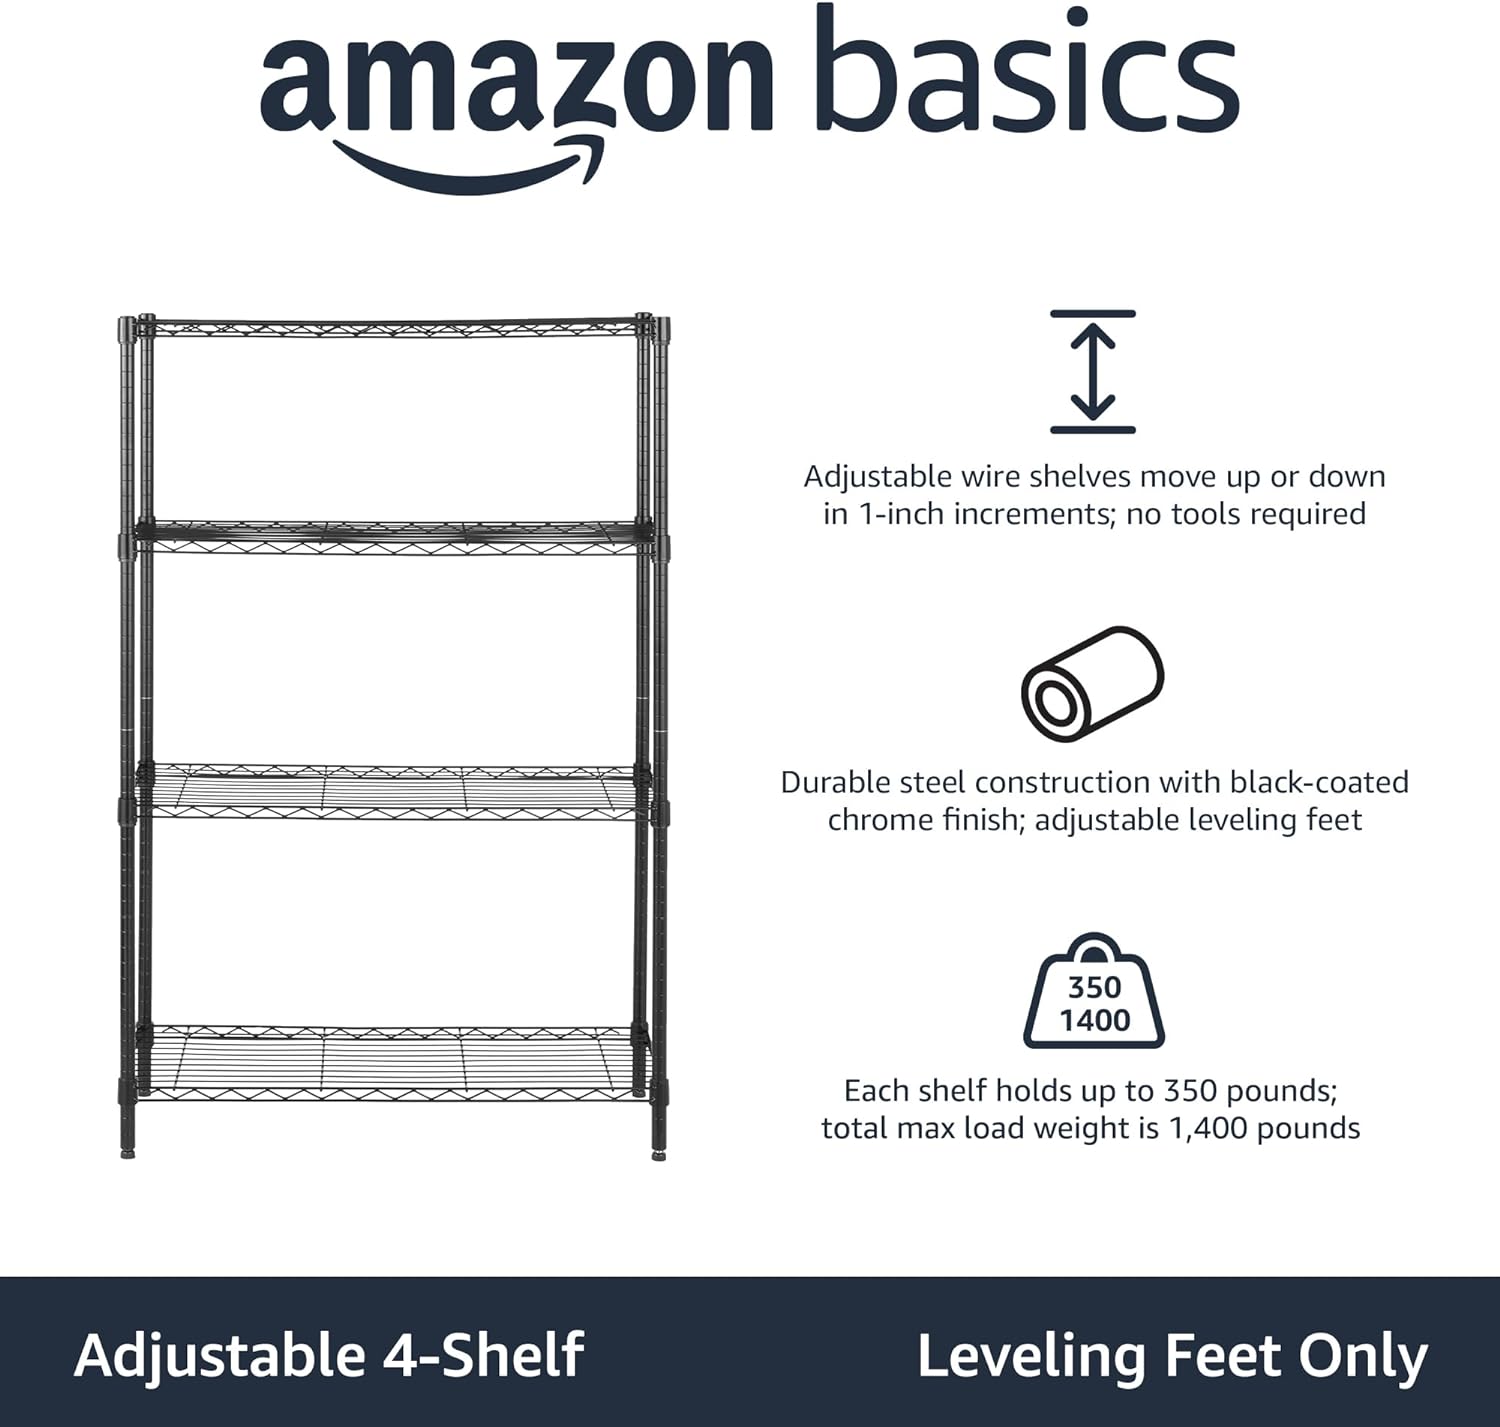 amazon basics
Adjustable wire shelves move up or down
in 1-inch increments; no tools required
Durable steel construction with black-coated
chrome finish; adjustable leveling feet
350
1400
Each shelf holds up to 350 pounds;
total max load weight is 1,400 pounds
Adjustable 4-Shelf
Leveling Feet Only